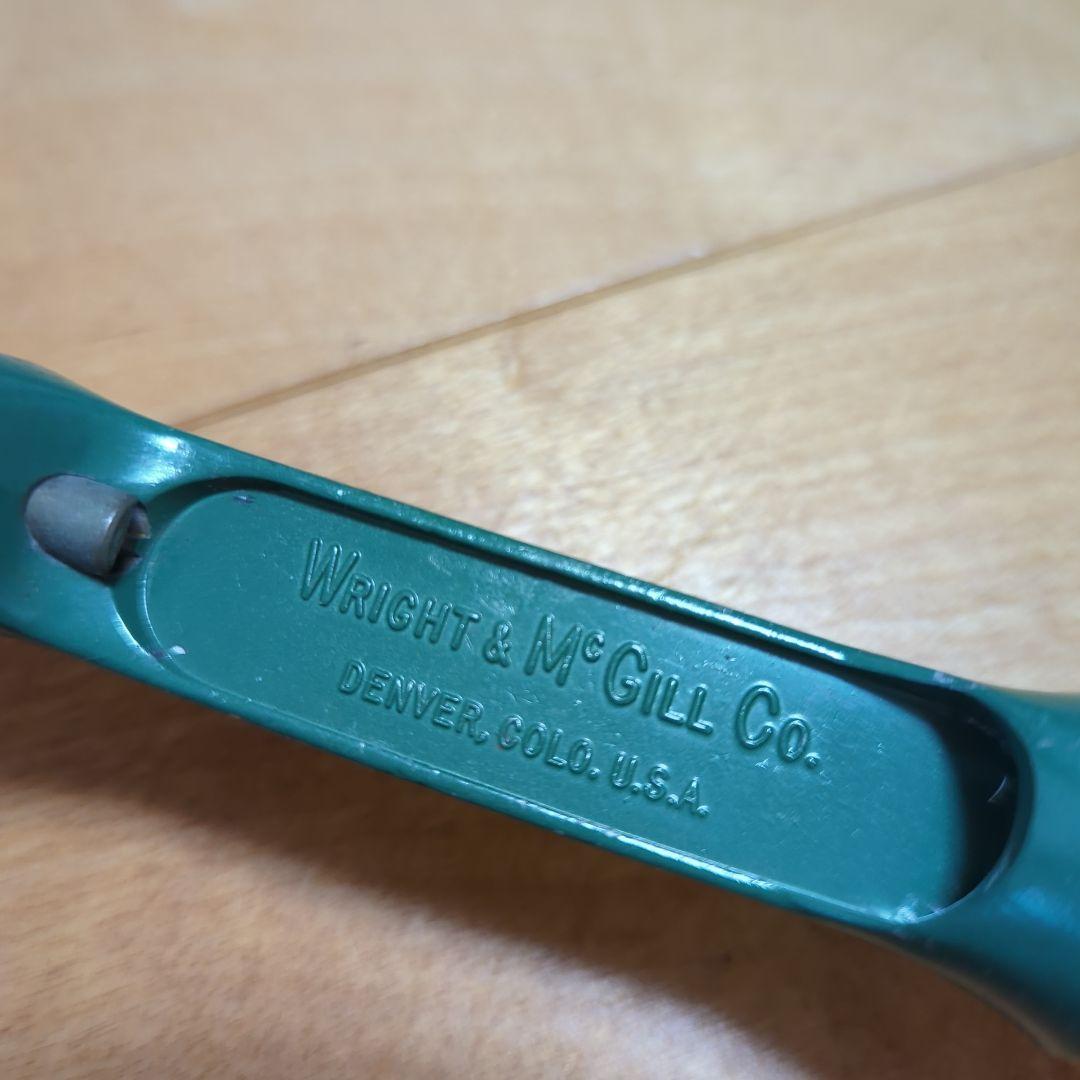 WRIGHT & McGILL Co.
DENVER, COLO. U.S.A.